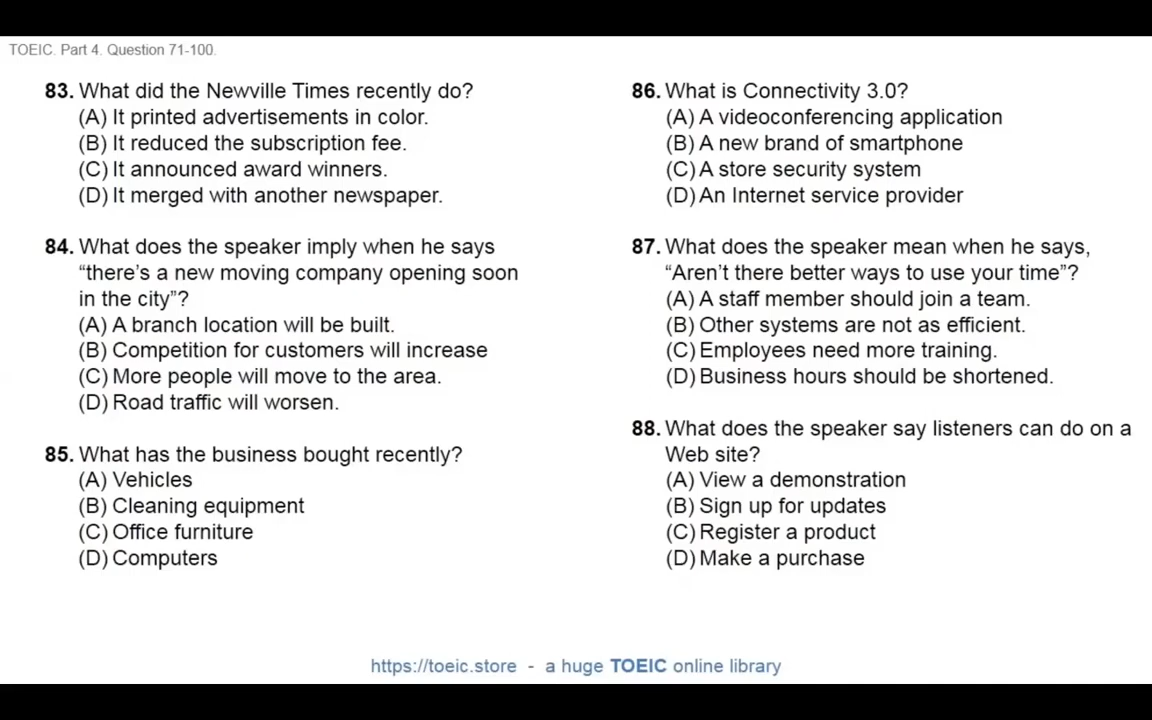 TOEIC. Part 4. Question 71-100.
83. What did the Newville Times recently do?
(A) It printed advertisements in color.
(B) It reduced the subscription fee.
(C) It announced award winners.
(D) It merged with another newspaper.
84. What does the speaker imply when he says
“there’s a new moving company opening soon
in the city”?
(A) A branch location will be built.
(B) Competition for customers will increase
(C) More people will move to the area.
(D) Road traffic will worsen.
85. What has the business bought recently?
(A) Vehicles
(B) Cleaning equipment
(C) Office furniture
(D) Computers
86. What is Connectivity 3.0?
(A) A videoconferencing application
(B) A new brand of smartphone
(C) A store security system
(D) An Internet service provider
87. What does the speaker mean when he says,
“Aren’t there better ways to use your time”?
(A) A staff member should join a team.
(B) Other systems are not as efficient.
(C) Employees need more training.
(D) Business hours should be shortened.
88. What does the speaker say listeners can do on a
Web site?
(A) View a demonstration
(B) Sign up for updates
(C) Register a product
(D) Make a purchase
https://toeic.store - a huge TOEIC online library